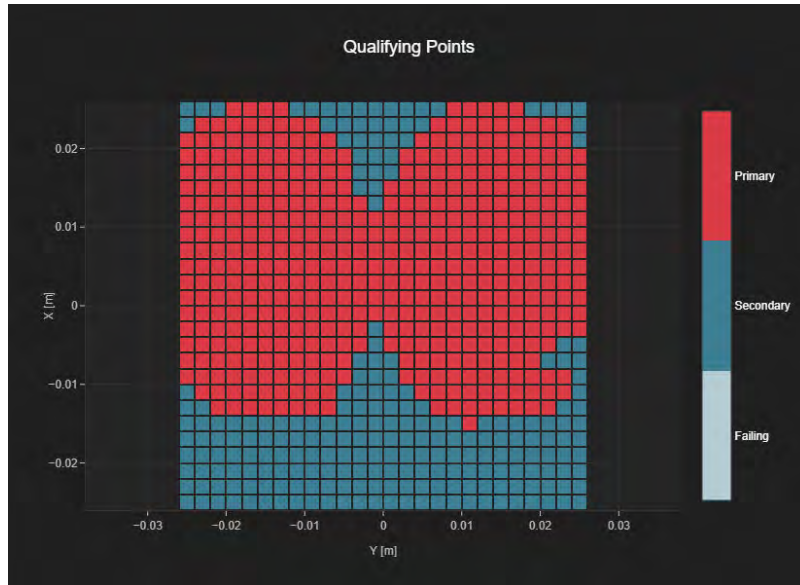 Qualifying Points
Primary
Secondary
Failing
X [m]
0.02
0.01
0
−0.01
−0.02
−0.03
−0.02
−0.01
0
0.01
0.02
0.03
Y [m]